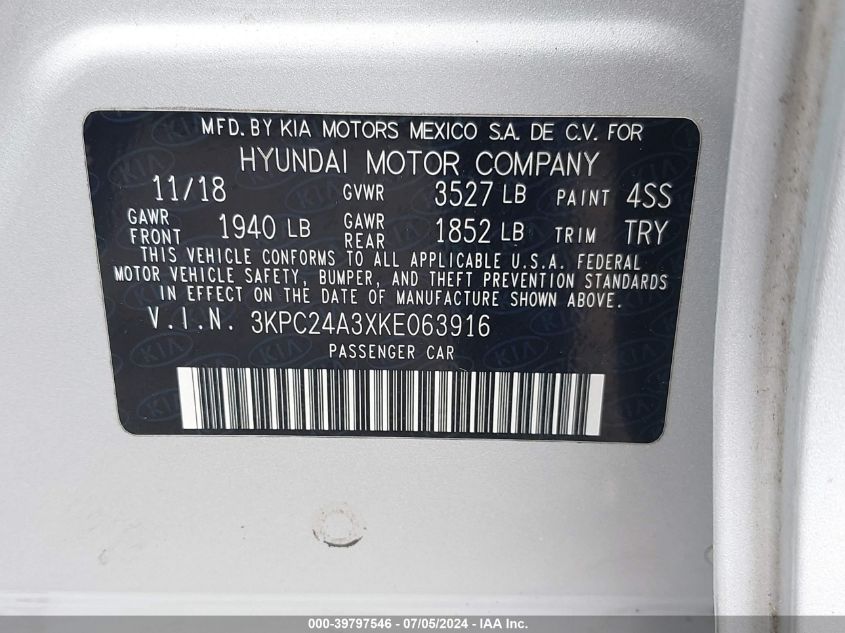 MFD. BY KIA MOTORS MEXICO S.A. DE C.V. FOR
HYUNDAI MOTOR COMPANY
11/18 GVWR 3527 LB PAINT 4SS
GAWR FRONT 1940 LB GAWR REAR 1852 LB TRIM TRY
THIS VEHICLE CONFORMS TO ALL APPLICABLE U.S.A. FEDERAL
MOTOR VEHICLE SAFETY, BUMPER, AND THEFT PREVENTION STANDARDS
IN EFFECT ON THE DATE OF MANUFACTURE SHOWN ABOVE.
V.I.N. 3KPC24A3XKE063916
PASSENGER CAR
000-39797546 / 07/05/2024 - IAA Inc.